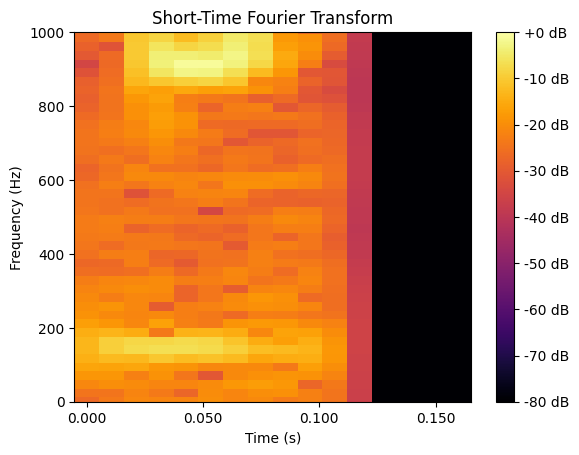 Short-Time Fourier Transform
1000
800
600
400
200
0
Frequency (Hz)
0.000
0.050
0.100
0.150
Time (s)
+0 dB
-10 dB
-20 dB
-30 dB
-40 dB
-50 dB
-60 dB
-70 dB
-80 dB